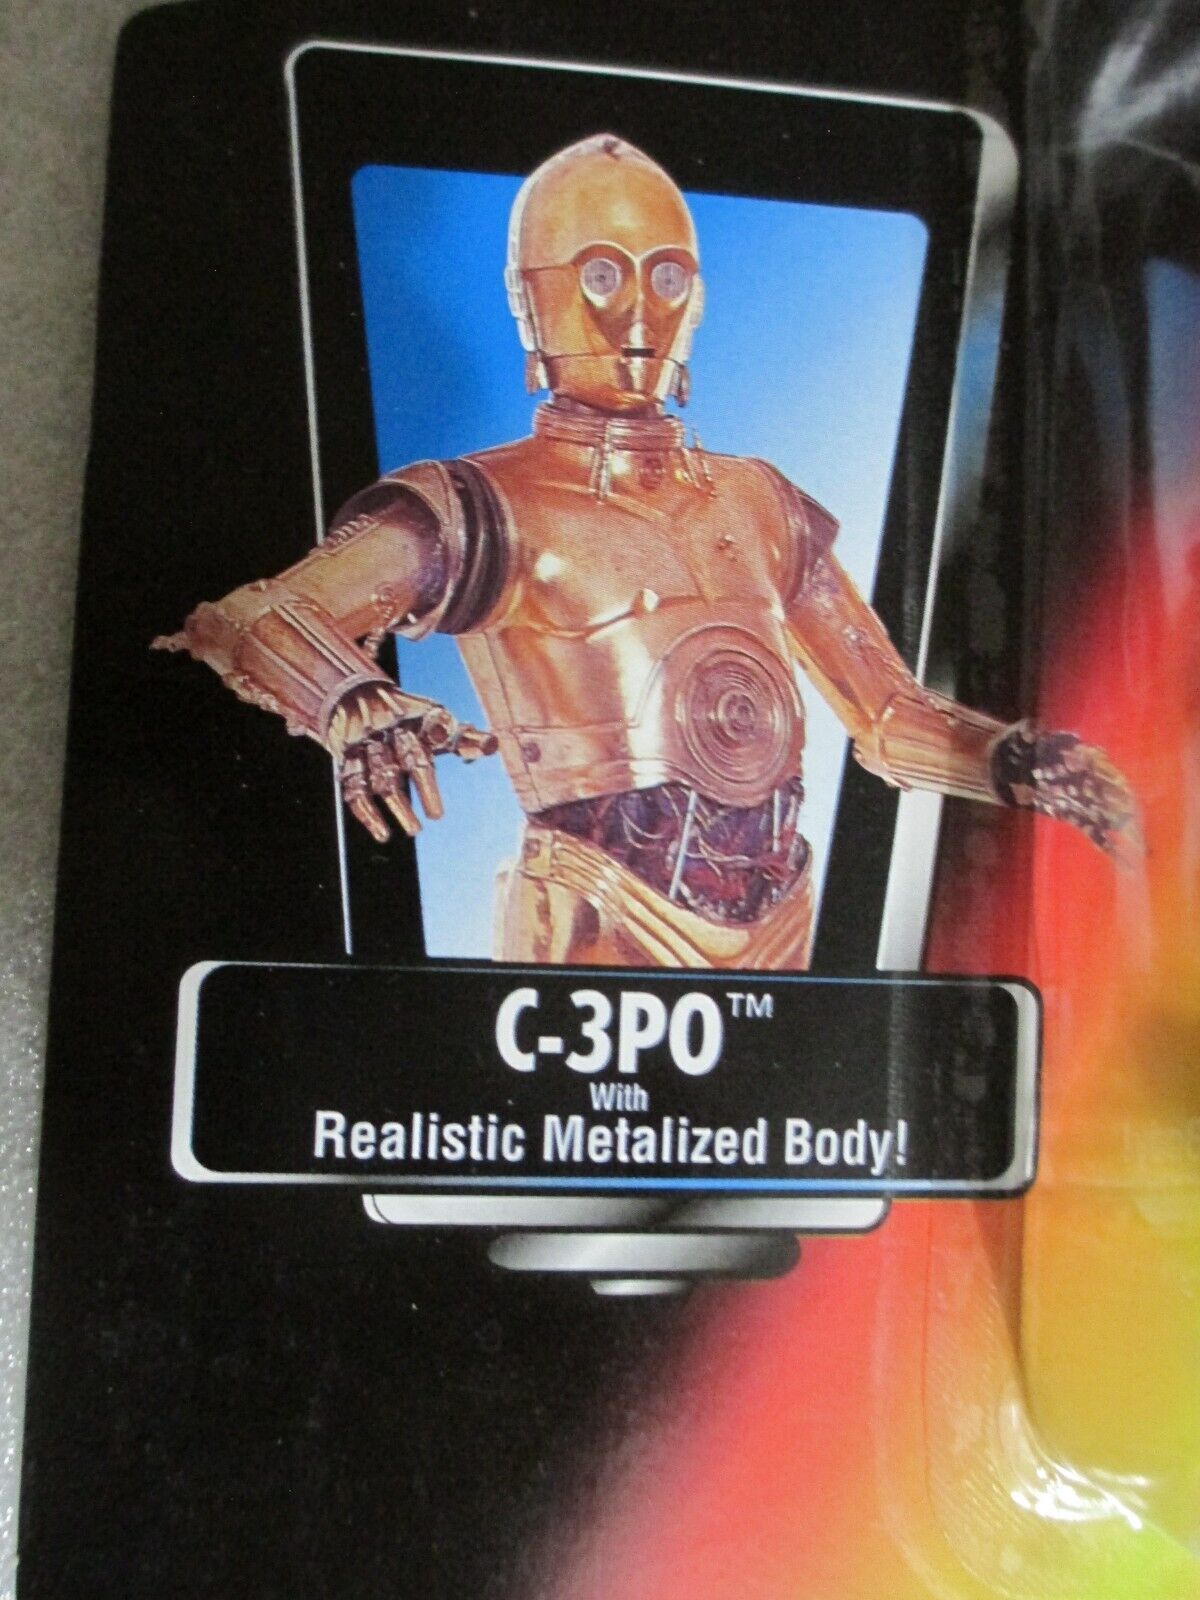 C-3PO™
With
Realistic Metalized Body!